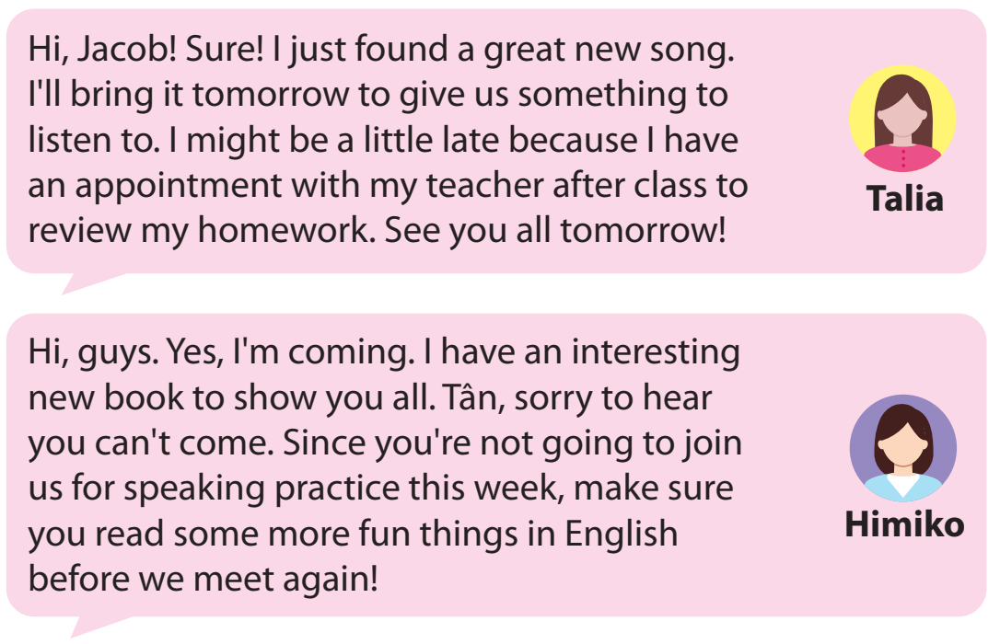 Hi, Jacob! Sure! I just found a great new song.
I'll bring it tomorrow to give us something to
listen to. I might be a little late because I have
an appointment with my teacher after class to
review my homework. See you all tomorrow!
Talia
Hi, guys. Yes, I'm coming. I have an interesting
new book to show you all. Tân, sorry to hear
you can't come. Since you're not going to join
us for speaking practice this week, make sure
you read some more fun things in English
before we meet again!
Himiko